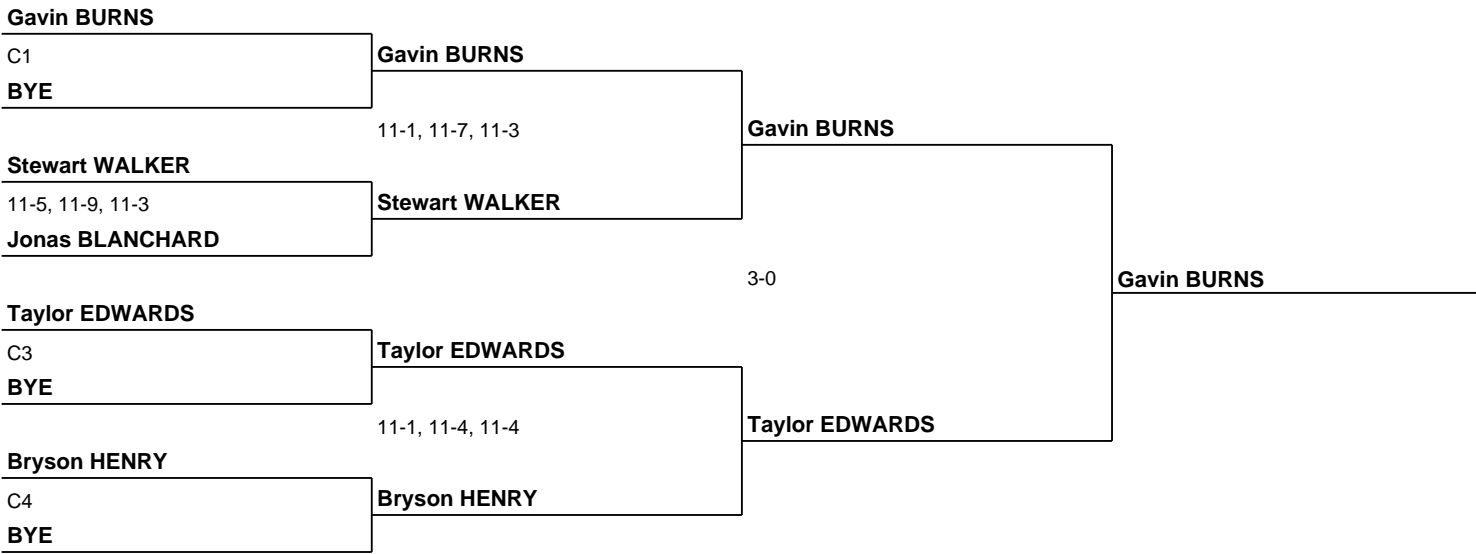 Gavin BURNS
C1
BYE
Gavin BURNS
11-1, 11-7, 11-3
Stewart WALKER
11-5, 11-9, 11-3
Jonas BLANCHARD
Stewart WALKER
Gavin BURNS
3-0
Gavin BURNS
Taylor EDWARDS
C3
BYE
Taylor EDWARDS
11-1, 11-4, 11-4
Bryson HENRY
C4
BYE
Bryson HENRY
Taylor EDWARDS